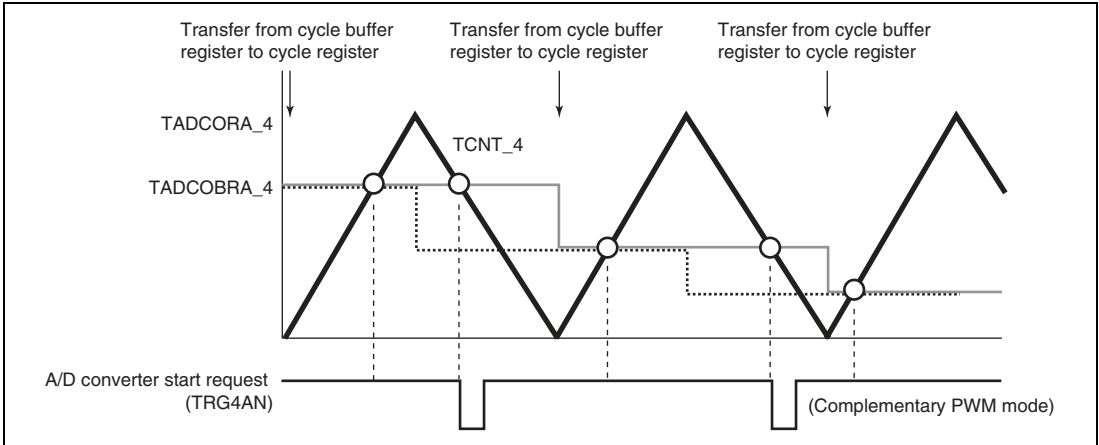 Transfer from cycle buffer
register to cycle register
Transfer from cycle buffer
register to cycle register
Transfer from cycle buffer
register to cycle register
TADCORA_4
TCNT_4
TADCOBRA_4
A/D converter start request
(TRG4AN)
(Complementary PWM mode)